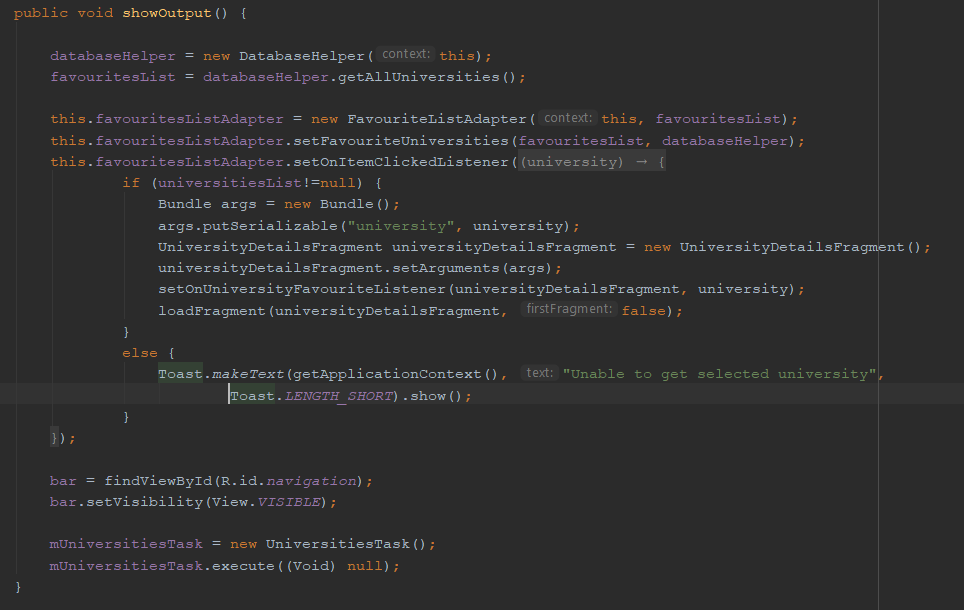 public void showOutput() {
databaseHelper = new DatabaseHelper( context: this);
favouritesList = databaseHelper.getAllUniversities();
this.favouritesListAdapter = new FavouriteListAdapter( context: this, favouritesList);
this.favouritesListAdapter.setFavouriteUniversities(favouritesList, databaseHelper);
this.favouritesListAdapter.setOnItemClickedListener((university) → {
if (universitiesList!=null) {
Bundle args = new Bundle();
args.putSerializable("university", university);
UniversityDetailsFragment universityDetailsFragment = new UniversityDetailsFragment();
universityDetailsFragment.setArguments(args);
setOnUniversityFavouriteListener(universityDetailsFragment, university);
loadFragment(universityDetailsFragment, firstFragment: false);
}
else {
Toast.makeText(getApplicationContext(), text: "Unable to get selected university",
Toast.LENGTH_SHORT).show();
}
});
bar = findViewById(R.id.navigation);
bar.setVisibility(View.VISIBLE);
mUniversitiesTask = new UniversitiesTask();
mUniversitiesTask.execute((Void) null);
}